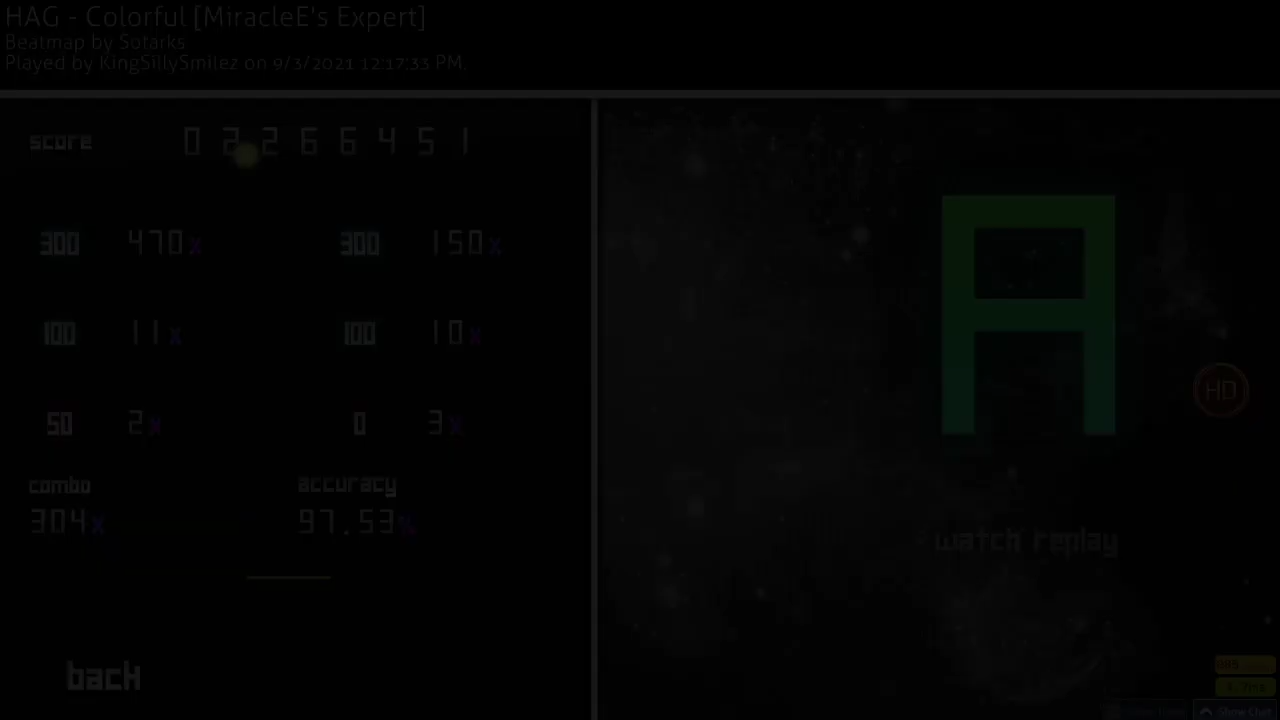 HAG - Colorful [MiracleE's Expert]
Beatmap by Sotarks
Played by KingSillySmilez on 9/3/2021 12:17:33 PM.
score 02266451
300 470x 300 150x
100 11x 100 10x
50 2x 0 3x
combo accuracy
304x 97.53%
HD
watch replay
back
Show Chat